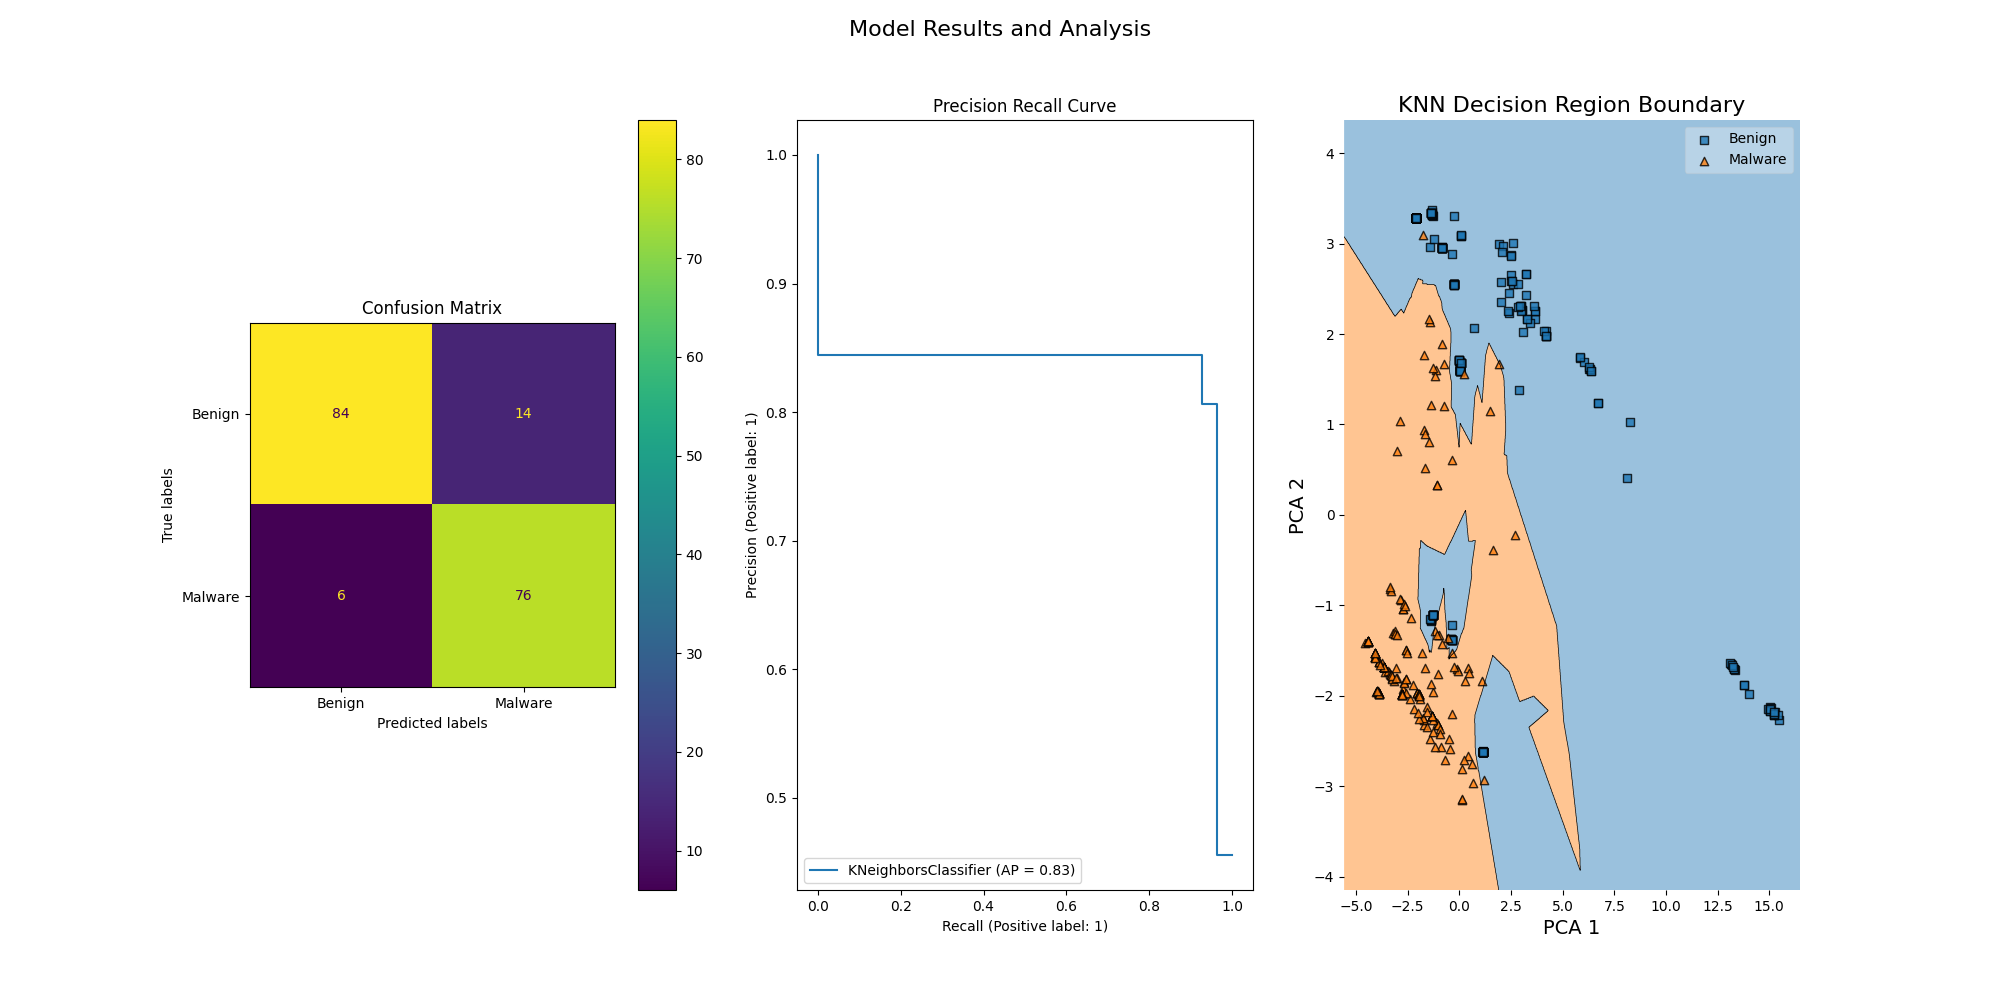 Model Results and Analysis
Confusion Matrix
True labels
Benign
Malware
84
14
6
76
Benign
Malware
Predicted labels
80
70
60
50
40
30
20
10
Precision Recall Curve
Precision (Positive label: 1)
1.0
0.9
0.8
0.7
0.6
0.5
KNeighborsClassifier (AP = 0.83)
0.0
0.2
0.4
0.6
0.8
1.0
Recall (Positive label: 1)
KNN Decision Region Boundary
Benign
Malware
PCA 2
4
3
2
1
0
−1
−2
−3
−4
−5.0
−2.5
0.0
2.5
5.0
7.5
10.0
12.5
15.0
PCA 1